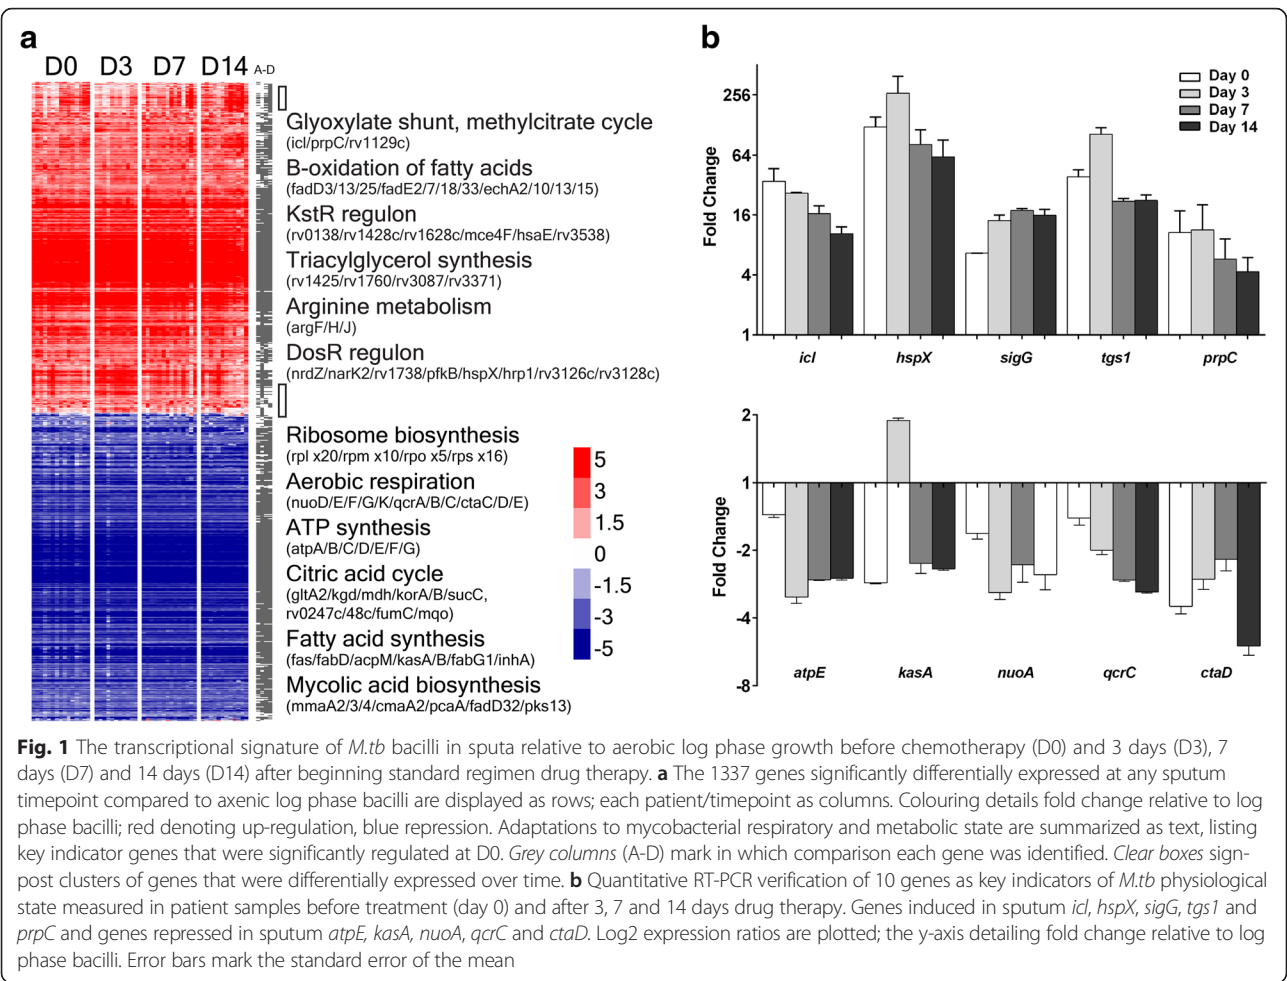 a
D0 D3 D7 D14 A-D
Glyoxylate shunt, methylcitrate cycle
(icl/prpC/rv1129c)
B-oxidation of fatty acids
(fadD3/13/25/fadE2/7/18/33/echA2/10/13/15)
KstR regulon
(rv0138/rv1428c/rv1628c/mce4F/hsaE/rv3538)
Triacylglycerol synthesis
(rv1425/rv1760/rv3087/rv3371)
Arginine metabolism
(argF/H/J)
DosR regulon
(nrdZ/narK2/rv1738/pfkB/hspX/hrp1/rv3126c/rv3128c)
Ribosome biosynthesis
(rpl x20/rpm x10/rpo x5/rps x16)
Aerobic respiration
(nuoD/E/F/G/K/qcrA/B/C/ctaC/D/E)
ATP synthesis
(atpA/B/C/D/E/F/G)
Citric acid cycle
(gltA2/kgd/mdh/korA/B/sucC,
rv0247c/48c/fumC/mqo)
Fatty acid synthesis
(fas/fabD/acpM/kasA/B/fabG1/inhA)
Mycolic acid biosynthesis
(mmaA2/3/4/cmaA2/pcaA/fadD32/pks13)
5
3
1.5
0
-1.5
-3
-5
b
Fold Change
256
64
16
4
1
Day 0
Day 3
Day 7
Day 14
icl hspX sigG tgs1 prpC
Fold Change
2
1
-2
-4
-8
atpE kasA nuoA qcrC ctaD
Fig. 1 The transcriptional signature of M.tb bacilli in sputa relative to aerobic log phase growth before chemotherapy (D0) and 3 days (D3), 7
days (D7) and 14 days (D14) after beginning standard regimen drug therapy. a The 1337 genes significantly differentially expressed at any sputum
timepoint compared to axenic log phase bacilli are displayed as rows; each patient/timepoint as columns. Colouring details fold change relative to log
phase bacilli; red denoting up-regulation, blue repression. Adaptations to mycobacterial respiratory and metabolic state are summarized as text, listing
key indicator genes that were significantly regulated at D0. Grey columns (A-D) mark in which comparison each gene was identified. Clear boxes sign-
post clusters of genes that were differentially expressed over time. b Quantitative RT-PCR verification of 10 genes as key indicators of M.tb physiological
state measured in patient samples before treatment (day 0) and after 3, 7 and 14 days drug therapy. Genes induced in sputum icl, hspX, sigG, tgs1 and
prpC and genes repressed in sputum atpE, kasA, nuoA, qcrC and ctaD. Log2 expression ratios are plotted; the y-axis detailing fold change relative to log
phase bacilli. Error bars mark the standard error of the mean